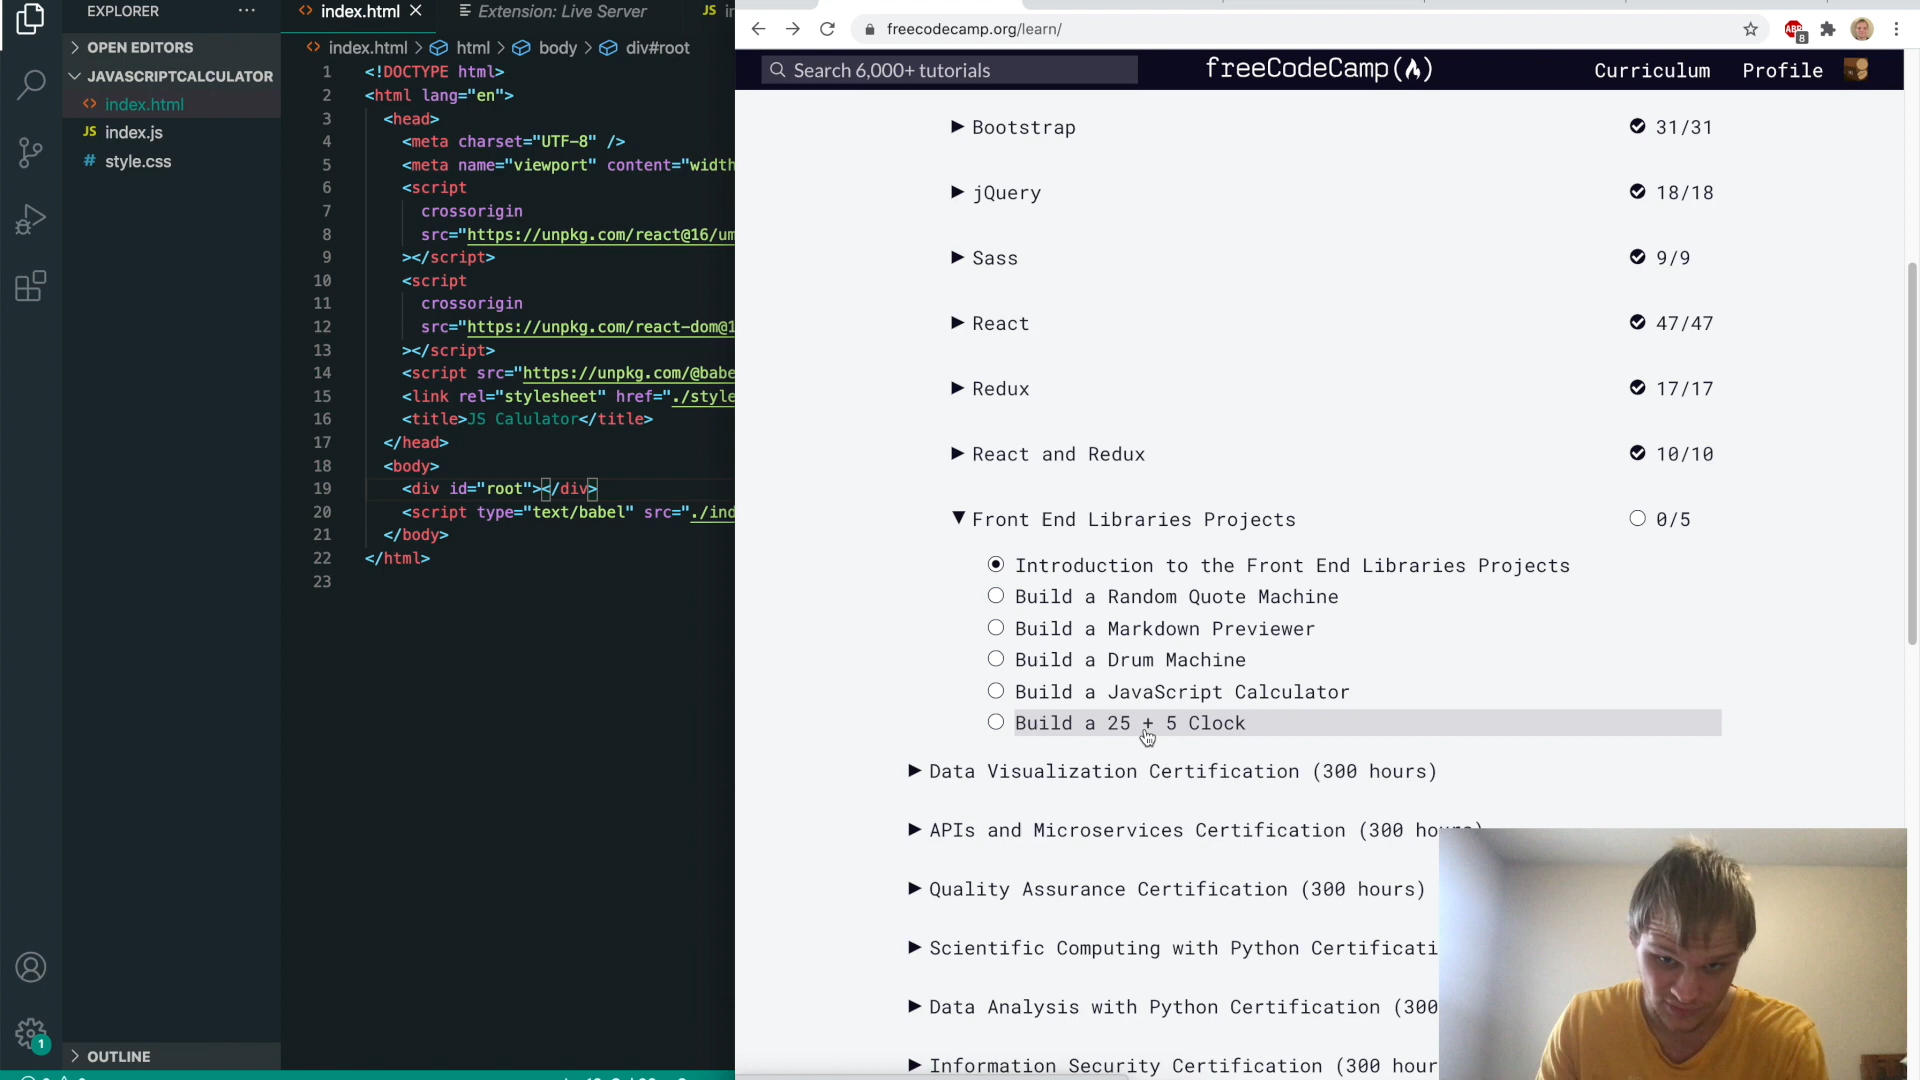 EXPLORER
index.html
Extension: Live Server
JS
OPEN EDITORS
JAVASCRIPTCALCULATOR
index.html
JS index.js
# style.css
OUTLINE
1
index.html > html > body > div#root
1 <!DOCTYPE html>
2 <html lang="en">
3 <head>
4 <meta charset="UTF-8" />
5 <meta name="viewport" content="width
6 <script
7 crossorigin
8 src="https://unpkg.com/react@16/um
9 ></script>
10 <script
11 crossorigin
12 src="https://unpkg.com/react-dom@1
13 ></script>
14 <script src="https://unpkg.com/@babe
15 <link rel="stylesheet" href="./style
16 <title>JS Calulator</title>
17 </head>
18 <body>
19 <div id="root"></div>
20 <script type="text/babel" src="./ind
21 </body>
22 </html>
23
freecodecamp.org/learn/
ABP
8
Search 6,000+ tutorials
freeCodeCamp
Curriculum
Profile
Bootstrap 31/31
jQuery 18/18
Sass 9/9
React 47/47
Redux 17/17
React and Redux 10/10
Front End Libraries Projects 0/5
Introduction to the Front End Libraries Projects
Build a Random Quote Machine
Build a Markdown Previewer
Build a Drum Machine
Build a JavaScript Calculator
Build a 25 + 5 Clock
Data Visualization Certification (300 hours)
APIs and Microservices Certification (300 hours)
Quality Assurance Certification (300 hours)
Scientific Computing with Python Certificati
Data Analysis with Python Certification (300
Information Security Certification (300 hour